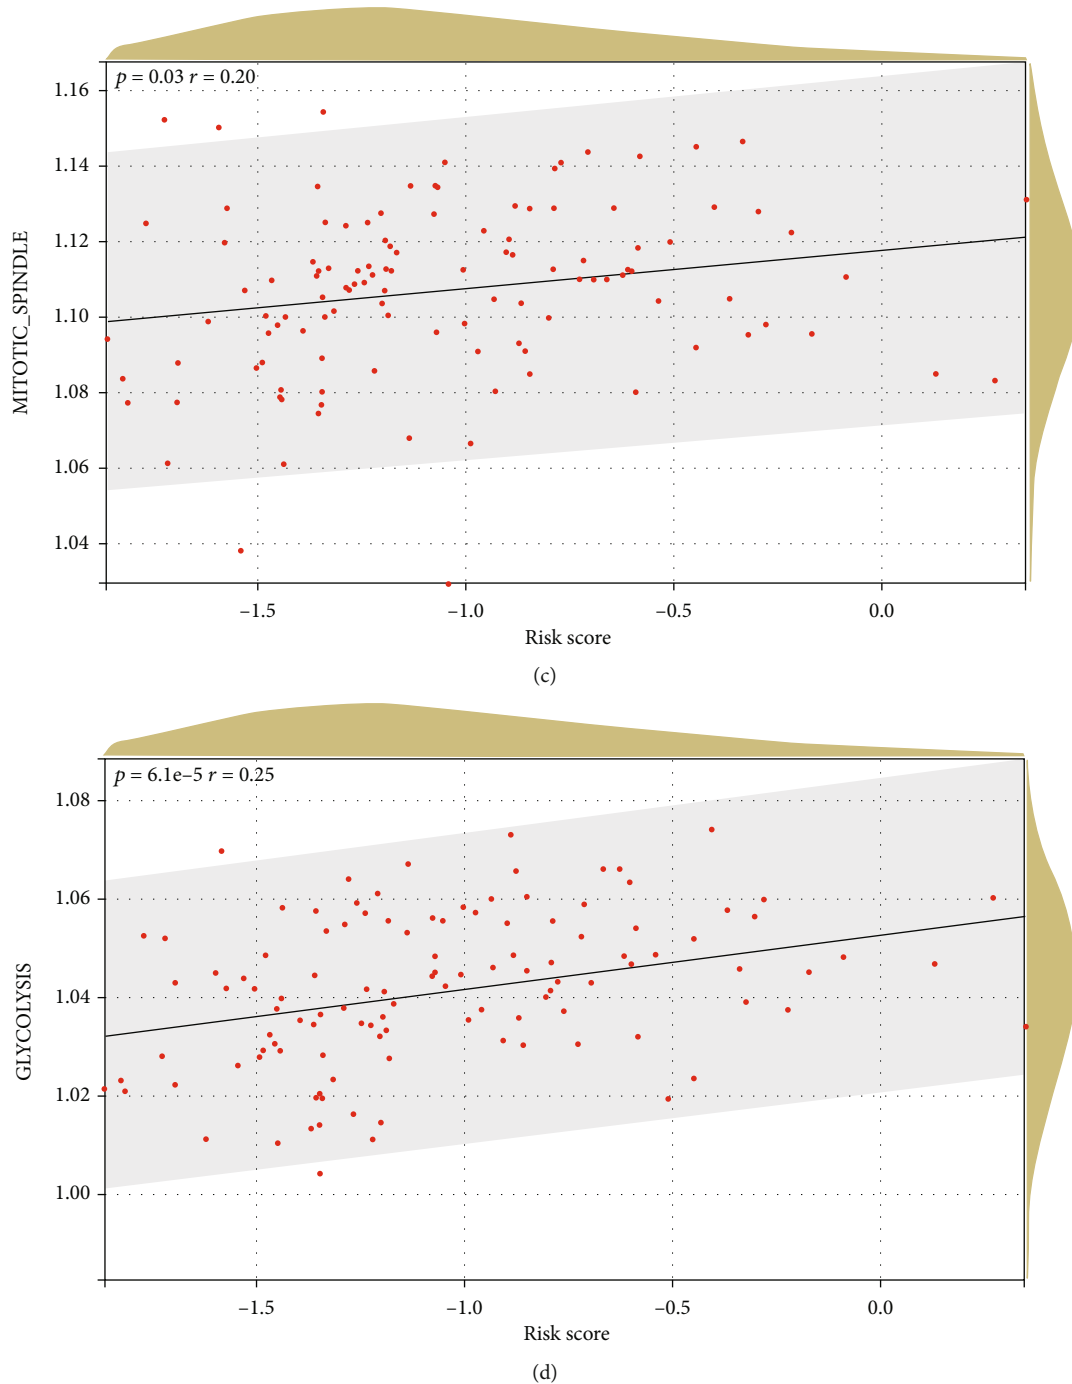 p = 0.03 r = 0.20
1.16
1.14
1.12
1.10
1.08
1.06
1.04
MITOTIC_SPINDLE
–1.5 –1.0 –0.5 0.0
Risk score
(c)
p = 6.1e–5 r = 0.25
1.08
1.06
1.04
1.02
1.00
GLYCOLYSIS
–1.5 –1.0 –0.5 0.0
Risk score
(d)